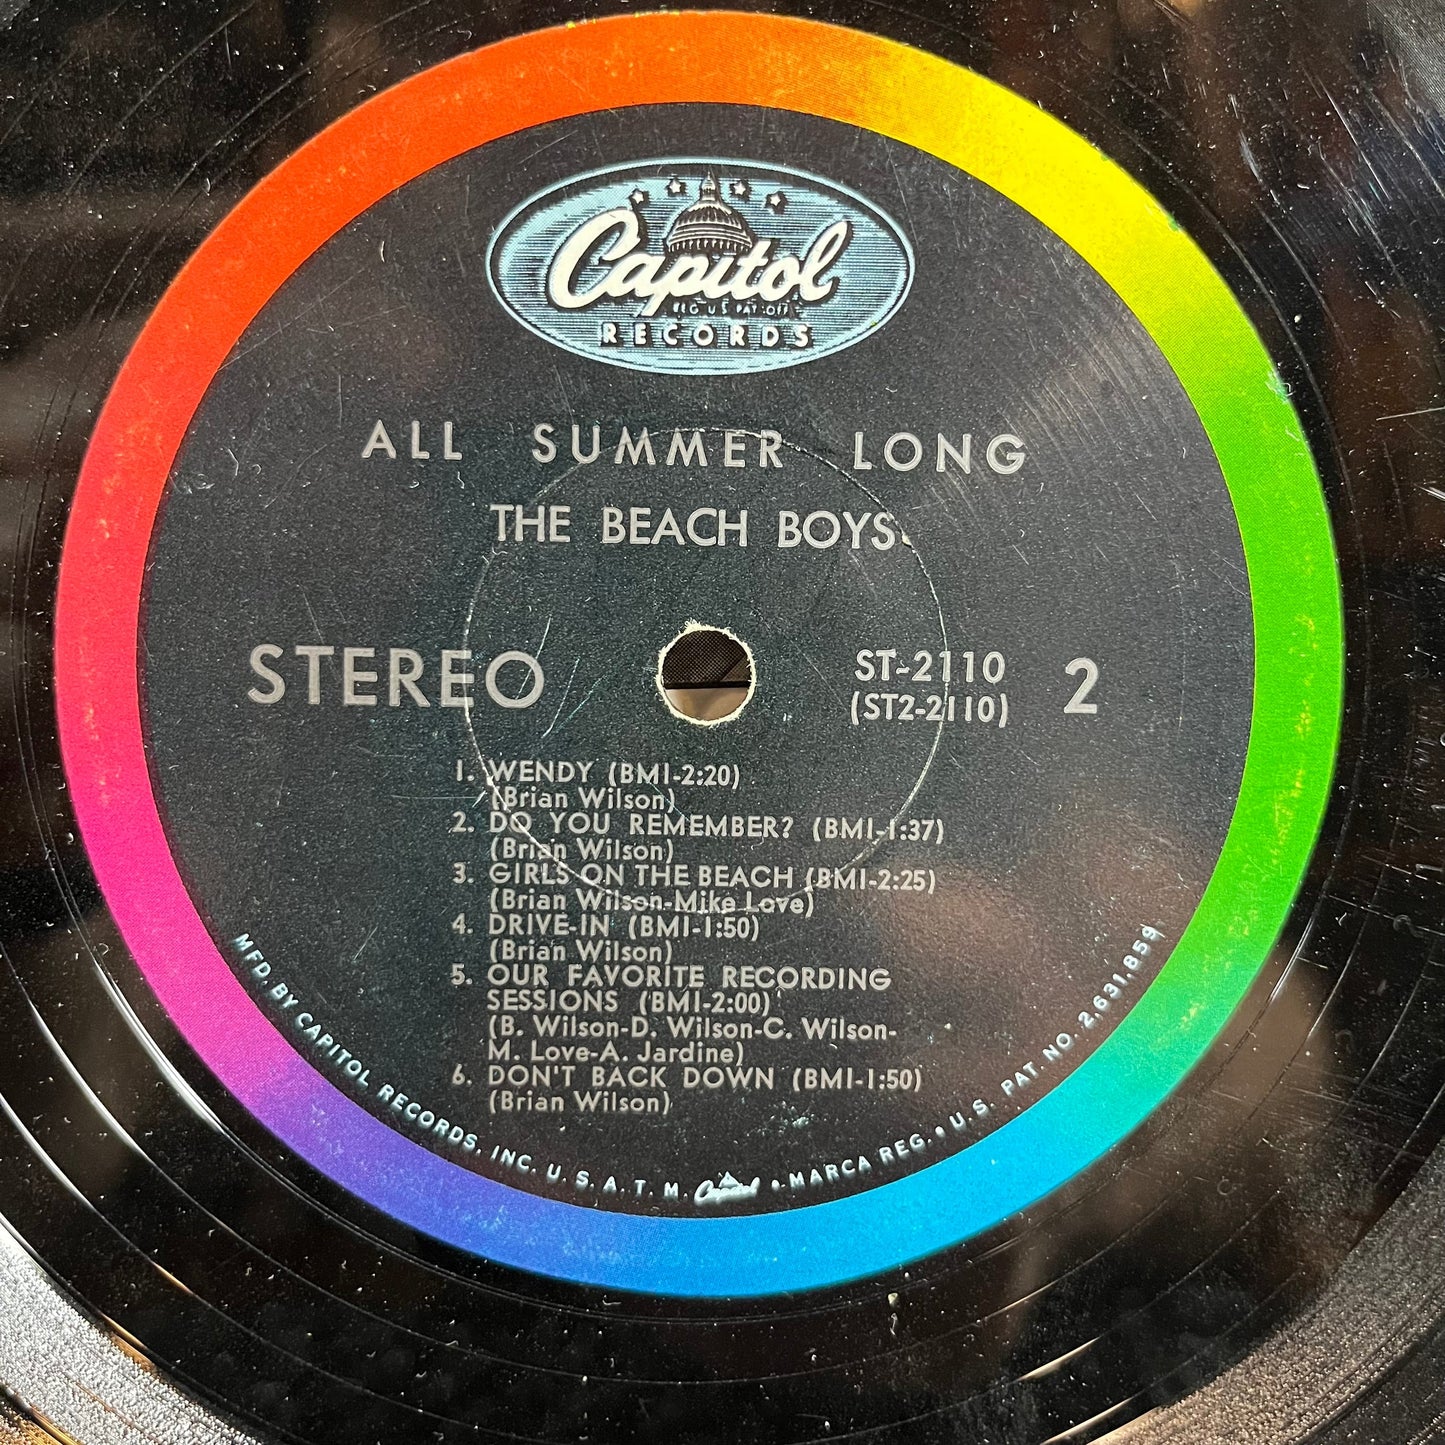 Capitol
REG US PAT OFF
RECORDS
ALL SUMMER LONG
THE BEACH BOYS
STEREO
ST-2110
(ST2-2110)
2
1. WENDY (BMI-2:20)
(Brian Wilson)
2. DO YOU REMEMBER? (BMI-1:37)
(Brian Wilson)
3. GIRLS ON THE BEACH (BMI-2:25)
(Brian Wilson-Mike Love)
4. DRIVE-IN (BMI-1:50)
(Brian Wilson)
5. OUR FAVORITE RECORDING
SESSIONS (BMI-2:00)
(B. Wilson-D. Wilson-C. Wilson-
M. Love-A. Jardine)
6. DON'T BACK DOWN (BMI-1:50)
(Brian Wilson)
MFD. BY CAPITOL RECORDS, INC. U. S. A. T. M. Capitol • MARCA REG. • U.S. PAT. NO. 2,631,859